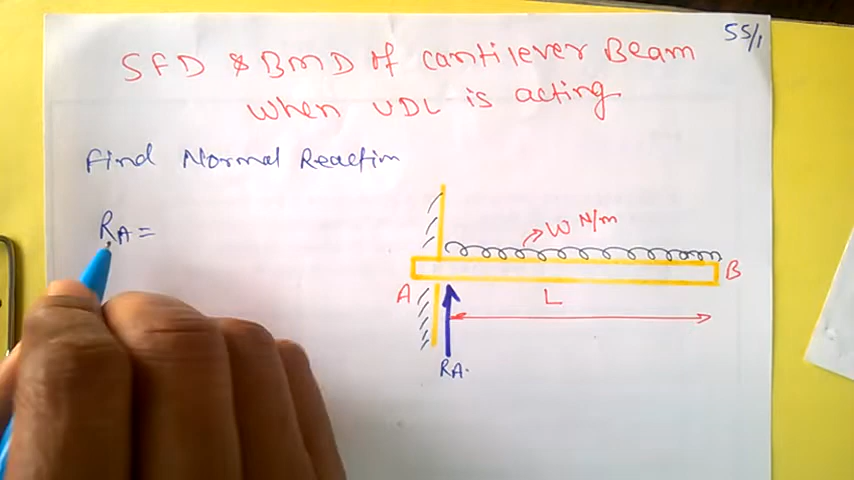 55/1
SFD & BMD of cantilever Beam
when UDL is acting
Find Normal Reaction
RA =
W N/m
A
B
L
RA.